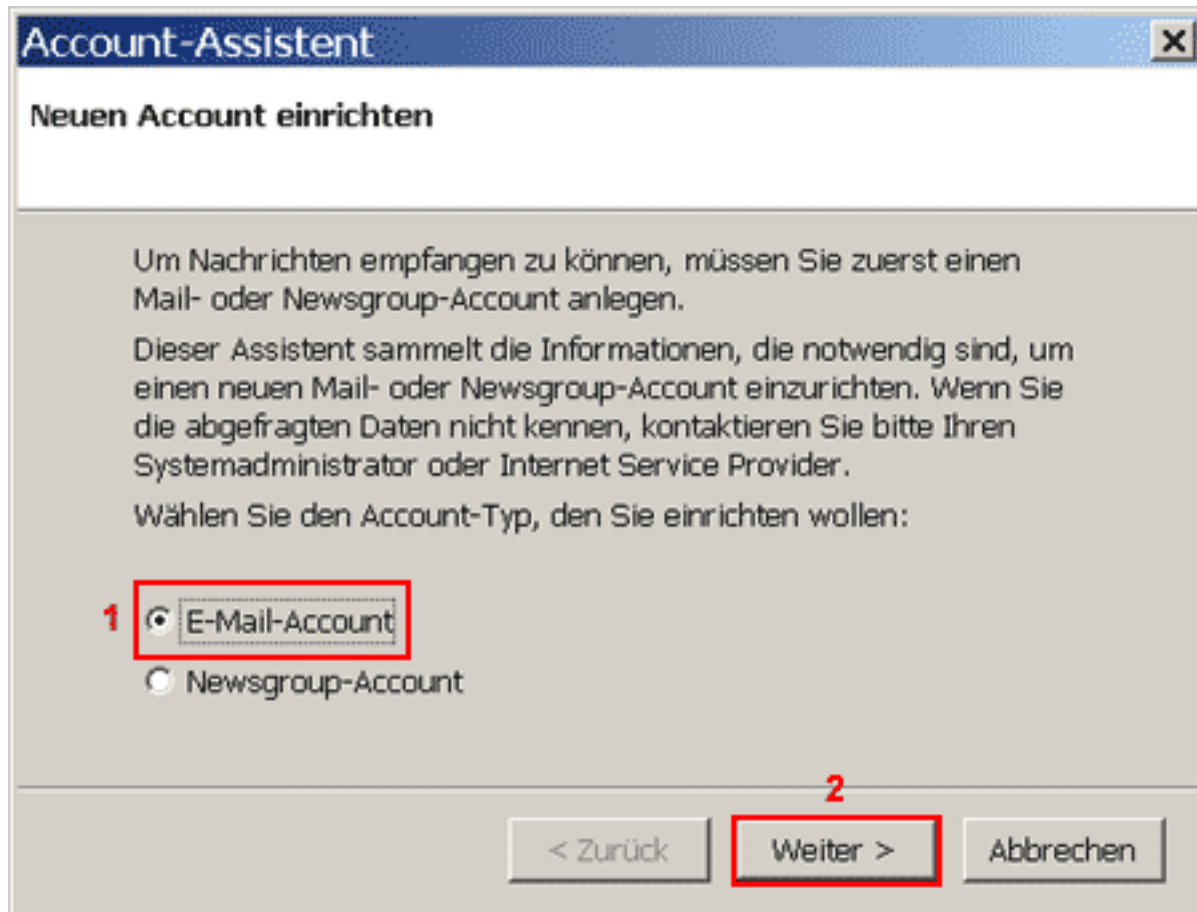 Account-Assistent
Neuen Account einrichten
Um Nachrichten empfangen zu können, müssen Sie zuerst einen
Mail- oder Newsgroup-Account anlegen.
Dieser Assistent sammelt die Informationen, die notwendig sind, um
einen neuen Mail- oder Newsgroup-Account einzurichten. Wenn Sie
die abgefragten Daten nicht kennen, kontaktieren Sie bitte Ihren
Systemadministrator oder Internet Service Provider.
Wählen Sie den Account-Typ, den Sie einrichten wollen:
1 E-Mail-Account
Newsgroup-Account
2
< Zurück Weiter > Abbrechen